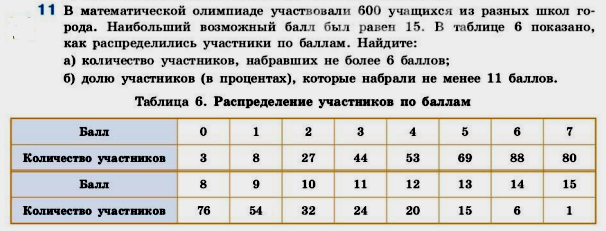 11 В математической олимпиаде участвовали 600 учащихся из разных школ го-
рода. Наибольший возможный балл был равен 15. В таблице 6 показано,
как распределились участники по баллам. Найдите:
а) количество участников, набравших не более 6 баллов;
б) долю участников (в процентах), которые набрали не менее 11 баллов.
Таблица 6. Распределение участников по баллам
Балл 0 1 2 3 4 5 6 7
Количество участников 3 8 27 44 53 69 88 80
Балл 8 9 10 11 12 13 14 15
Количество участников 76 54 32 24 20 15 6 1